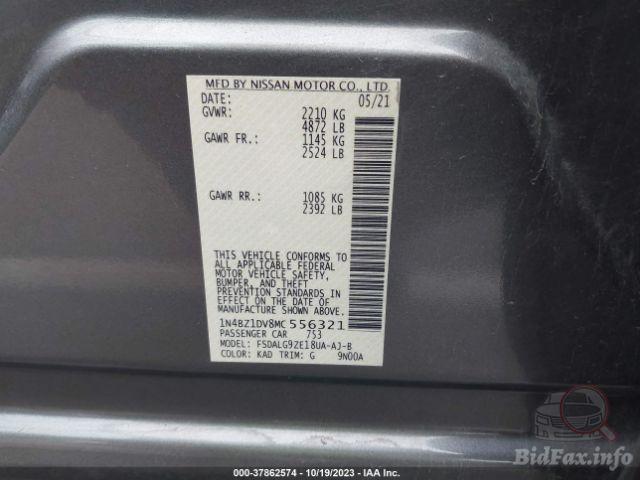 MFD BY NISSAN MOTOR CO., LTD.
DATE: 05/21
GVWR: 2210 KG
4872 LB
GAWR FR.: 1145 KG
2524 LB
GAWR RR.: 1085 KG
2392 LB
THIS VEHICLE CONFORMS TO
ALL APPLICABLE FEDERAL
MOTOR VEHICLE SAFETY,
BUMPER, AND THEFT
PREVENTION STANDARDS IN
EFFECT ON THE DATE OF
MANUFACTURE SHOWN ABOVE.
1N4BZ1DV8MC 556321
PASSENGER CAR 753
MODEL: FSDALG9ZE18UA-AJ-B
COLOR: KAD TRIM: G 9N00A
BidFax.info
000-37862574 | 10/19/2023 | IAA Inc.